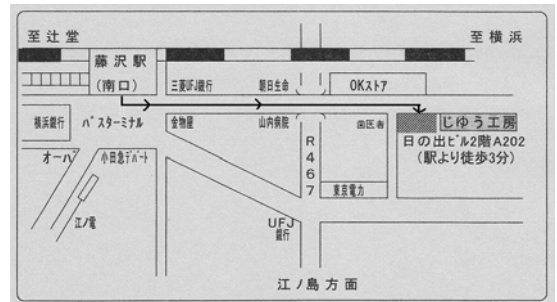 至辻堂
至横浜
藤沢駅
(南口)
三菱UFJ銀行
朝日生命
OKストア
横浜銀行
バスターミナル
金物屋
山内病院
歯医者
じゆう工房
日の出ビル2階A202
(駅より徒歩3分)
R467
オーパ
小田急デパート
東京電力
江ノ電
UFJ
銀行
江ノ島方面